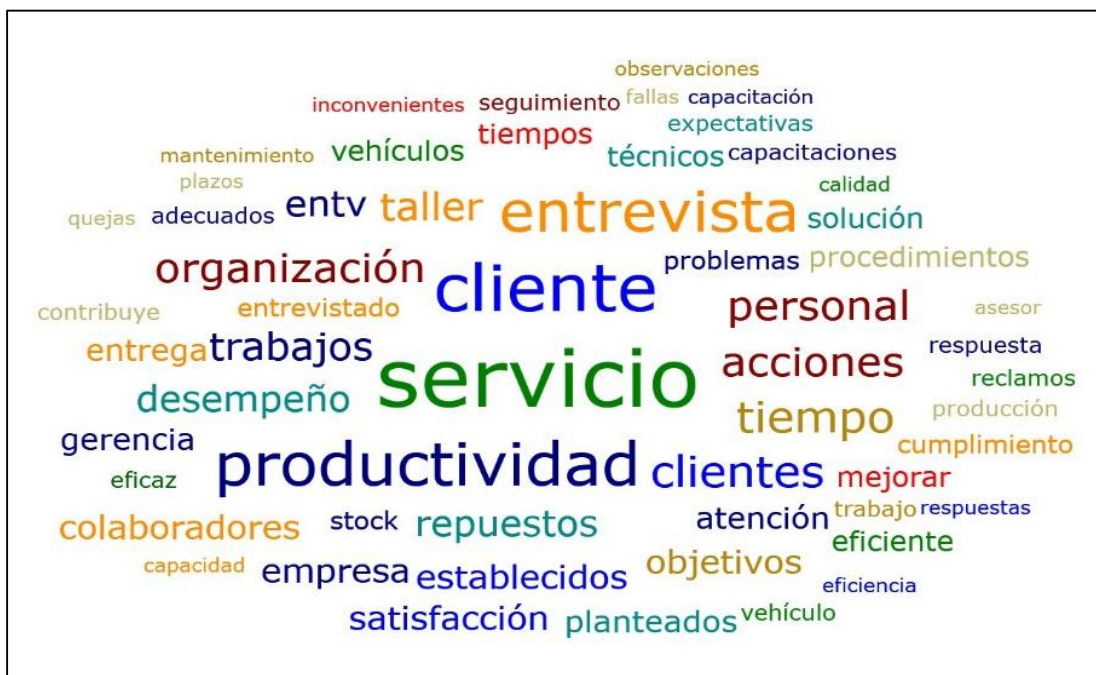 observaciones
inconvenientes seguimiento fallas capacitación
tiempos expectativas
mantenimiento vehículos técnicos capacitaciones
plazos calidad
quejas adecuados entv taller entrevista solución
organización cliente problemas procedimientos
contribuye entrevistado personal asesor
entrega trabajos servicio acciones respuesta
desempeño tiempo reclamos
producción
gerencia productividad clientes mejorar cumplimiento
eficaz
colaboradores stock repuestos atención trabajo respuestas
eficiente
capacidad empresa establecidos objetivos eficiencia
satisfacción planteados vehículo